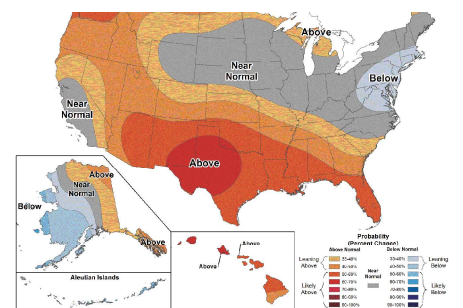 Above
Near
Normal
Below
Near
Normal
Above
Above
Near
Normal
Below
Above
Aleutian Islands
Above
Above
Probability
(Percent Chance)
Above Normal
Below Normal
Leaning
Above
33-40%
40-50%
50-60%
Likely
Above
60-70%
70-80%
80-90%
90-100%
Near
Normal
33-40%
40-50%
50-60%
Leaning
Below
60-70%
70-80%
80-90%
90-100%
Likely
Below